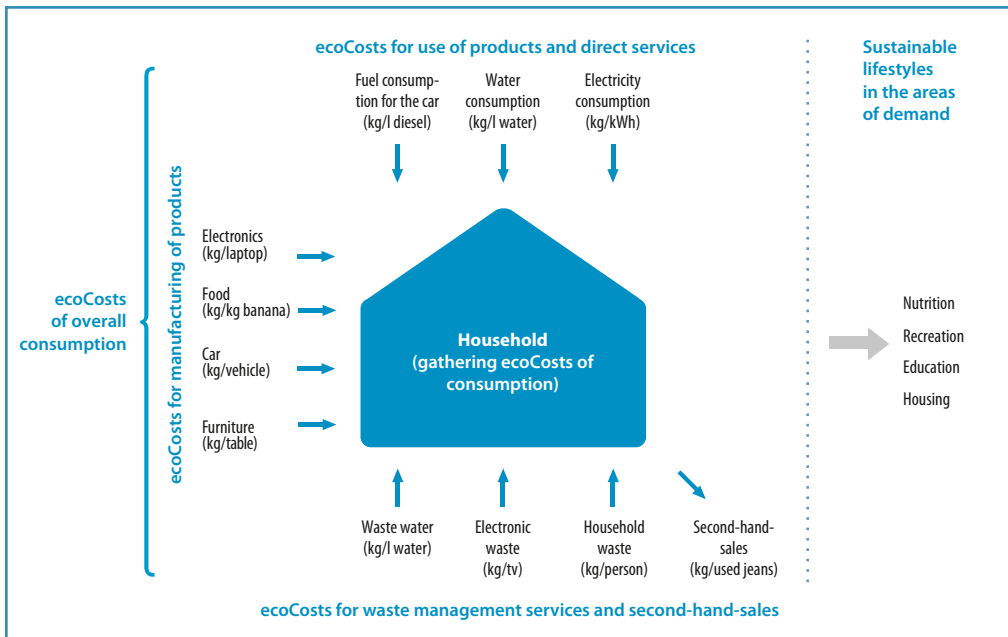 ecoCosts for use of products and direct services
Fuel consump-
tion for the car
(kg/l diesel)
Water
consumption
(kg/l water)
Electricity
consumption
(kg/kWh)
Sustainable
lifestyles
in the areas
of demand
ecoCosts
of overall
consumption
ecoCosts for manufacturing of products
Electronics
(kg/laptop)
Food
(kg/kg banana)
Car
(kg/vehicle)
Furniture
(kg/table)
Household
(gathering ecoCosts of
consumption)
Nutrition
Recreation
Education
Housing
Waste water
(kg/l water)
Electronic
waste
(kg/tv)
Household
waste
(kg/person)
Second-hand-
sales
(kg/used jeans)
ecoCosts for waste management services and second-hand-sales